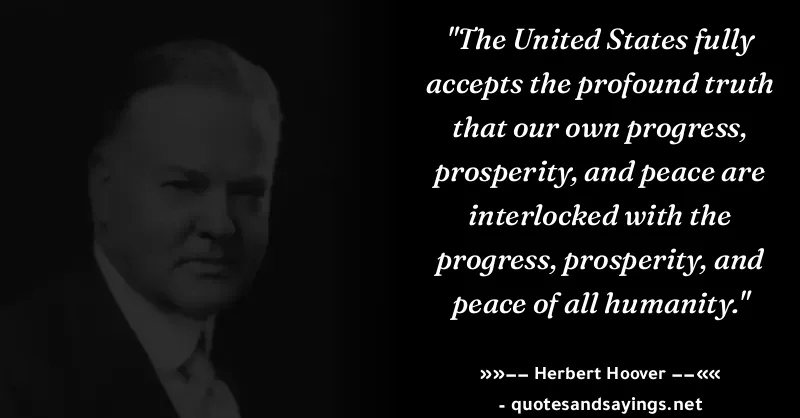 "The United States fully
accepts the profound truth
that our own progress,
prosperity, and peace are
interlocked with the
progress, prosperity, and
peace of all humanity."
»»−− Herbert Hoover −−««
- quotesandsayings.net